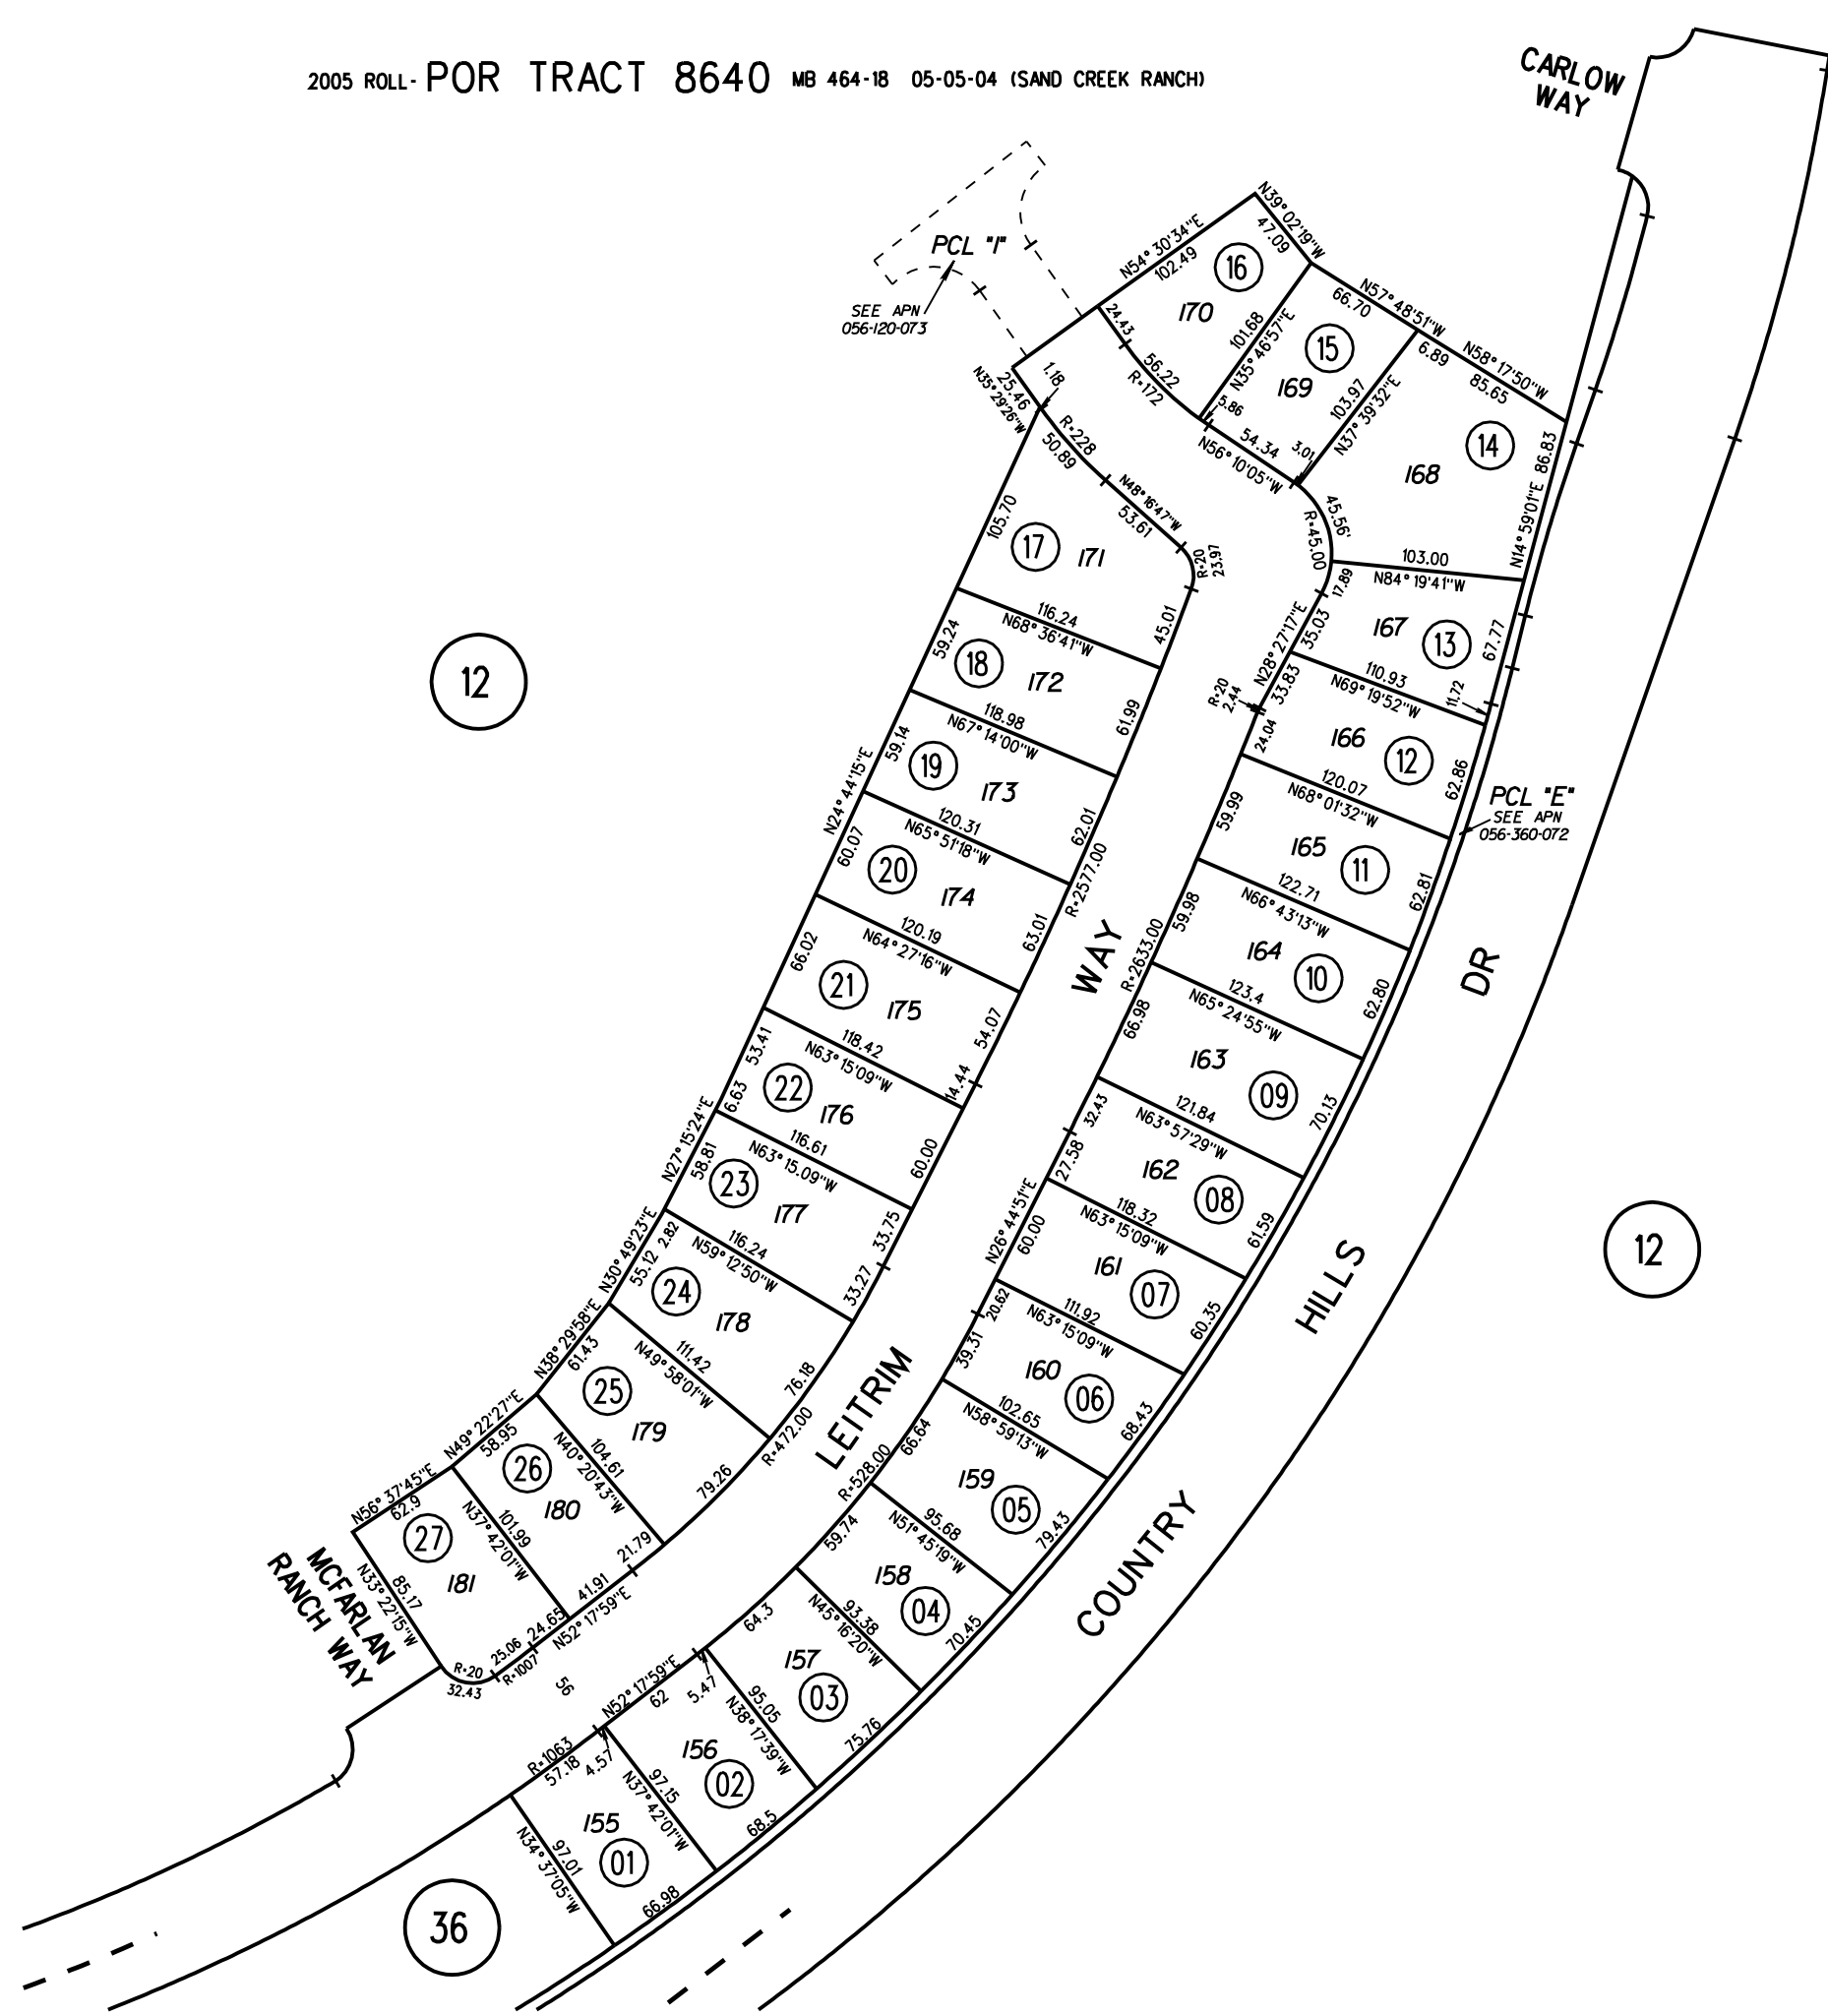 2005 ROLL- POR TRACT 8640 MB 464-18 05-05-04 (SAND CREEK RANCH)
CARLOW
WAY
PCL "I"
SEE APN
056-120-073
N39°02'19"W
47.09
N54°30'34"E
102.49
16
170
24.43
56.22
R=172
101.68
N35°46'57"E
N57°48'51"W
66.70
15
169
5.86
54.34
3.01
N56°10'05"W
103.97
N37°39'32"E
6.89
N58°17'50"W
85.65
14
168
86.83
N14°59'01"E
45.56'
R=45.00
103.00
N84°19'41"W
17.89
167
13
67.77
35.03
N28°27'17"E
110.93
N69°19'52"W
11.72
33.83
R=20
2.44
24.04
166
12
62.86
120.07
N68°01'32"W
PCL "E"
SEE APN
056-360-072
59.99
165
11
62.81
122.71
N66°43'13"W
59.98
R=2633.00
164
10
62.80
123.4
N65°24'55"W
66.98
163
09
70.13
121.84
N63°57'29"W
32.43
27.58
162
08
61.59
118.32
N63°15'09"W
N26°44'51"E
60.00
161
07
60.35
111.92
N63°15'09"W
20.62
39.31
160
06
68.43
102.65
N58°59'13"W
66.64
R=528.00
159
05
79.43
95.68
N51°45'19"W
59.74
158
04
70.45
93.38
N45°16'20"W
64.3
157
03
75.76
95.05
N38°17'39"W
5.47
N52°17'59"E
62
156
02
68.5
97.15
N37°42'01"W
4.57
R=1063
57.18
155
01
66.98
97.01
N34°37'05"W
1.18
25.46
N35°29'26"W
R=228
50.89
N48°16'47"W
53.61
R=20
23.97
105.70
17
171
45.01
116.24
N68°36'41"W
59.24
18
172
61.99
118.98
N67°14'00"W
59.14
19
173
62.01
N24°44'15"E
120.31
N65°51'18"W
60.07
20
174
R=2577.00
63.01
120.19
N64°27'16"W
66.02
21
175
54.07
118.42
N63°15'09"W
14.44
53.41
6.63
22
176
60.00
116.61
N63°15.09"W
N27°15'24"E
58.81
23
177
33.75
33.27
116.24
N59°12'50"W
N30°49'23"E
2.82
55.12
24
178
76.18
111.42
N49°58'01"W
N38°29'58"E
61.43
25
179
R=472.00
79.26
104.61
N40°20'43"W
N49°22'27"E
58.95
26
180
21.79
41.91
101.99
N37°42'01"W
N56°37'45"E
62.9
27
181
24.65
N52°17'59"E
25.06
R=1007
85.17
N33°22'15"W
R=20
32.43
56
MCFARLAN
RANCH WAY
LEITRIM
WAY
COUNTRY
HILLS
DR
12
12
36